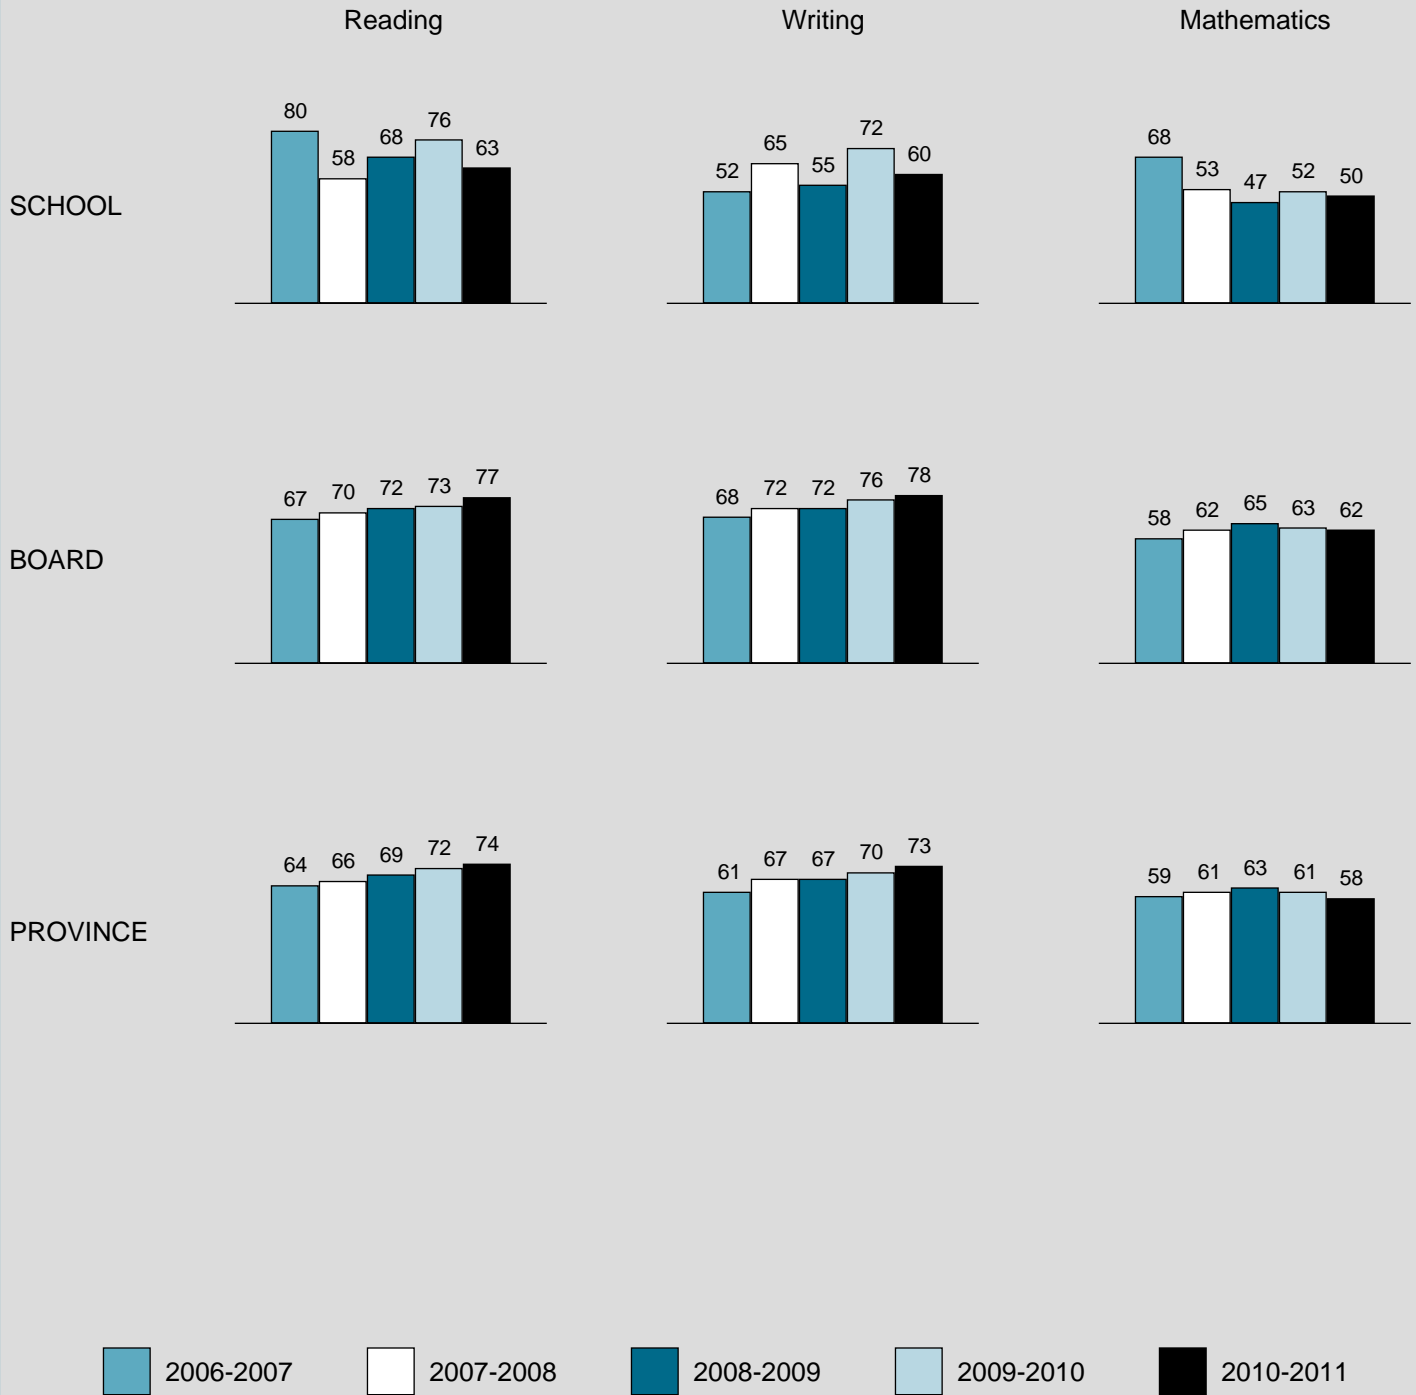 Reading Writing Mathematics
80 58 68 76 63 52 65 55 72 60 68 53 47 52 50
SCHOOL
67 70 72 73 77 68 72 72 76 78 58 62 65 63 62
BOARD
64 66 69 72 74 61 67 67 70 73 59 61 63 61 58
PROVINCE
2006-2007 2007-2008 2008-2009 2009-2010 2010-2011